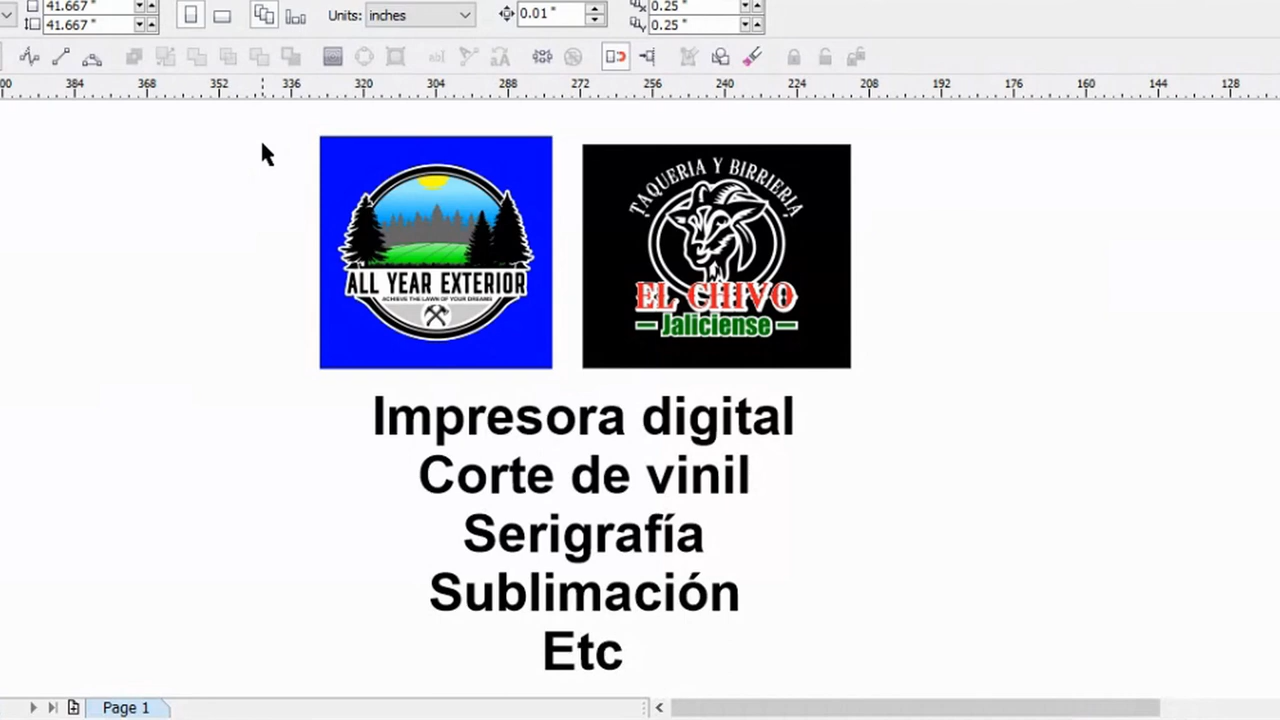 41.667 "
41.667 "
Units: inches
0.01 "
0.25 "
0.25 "
384 368 352 336 320 304 288 272 256 240 224 208 192 176 160 144 128
TAQUERIA Y BIRRIERIA
ALL YEAR EXTERIOR
ACHIEVE THE LAWN OF YOUR DREAMS
EL CHIVO
Jaliciense
Impresora digital
Corte de vinil
Serigrafía
Sublimación
Etc
Page 1